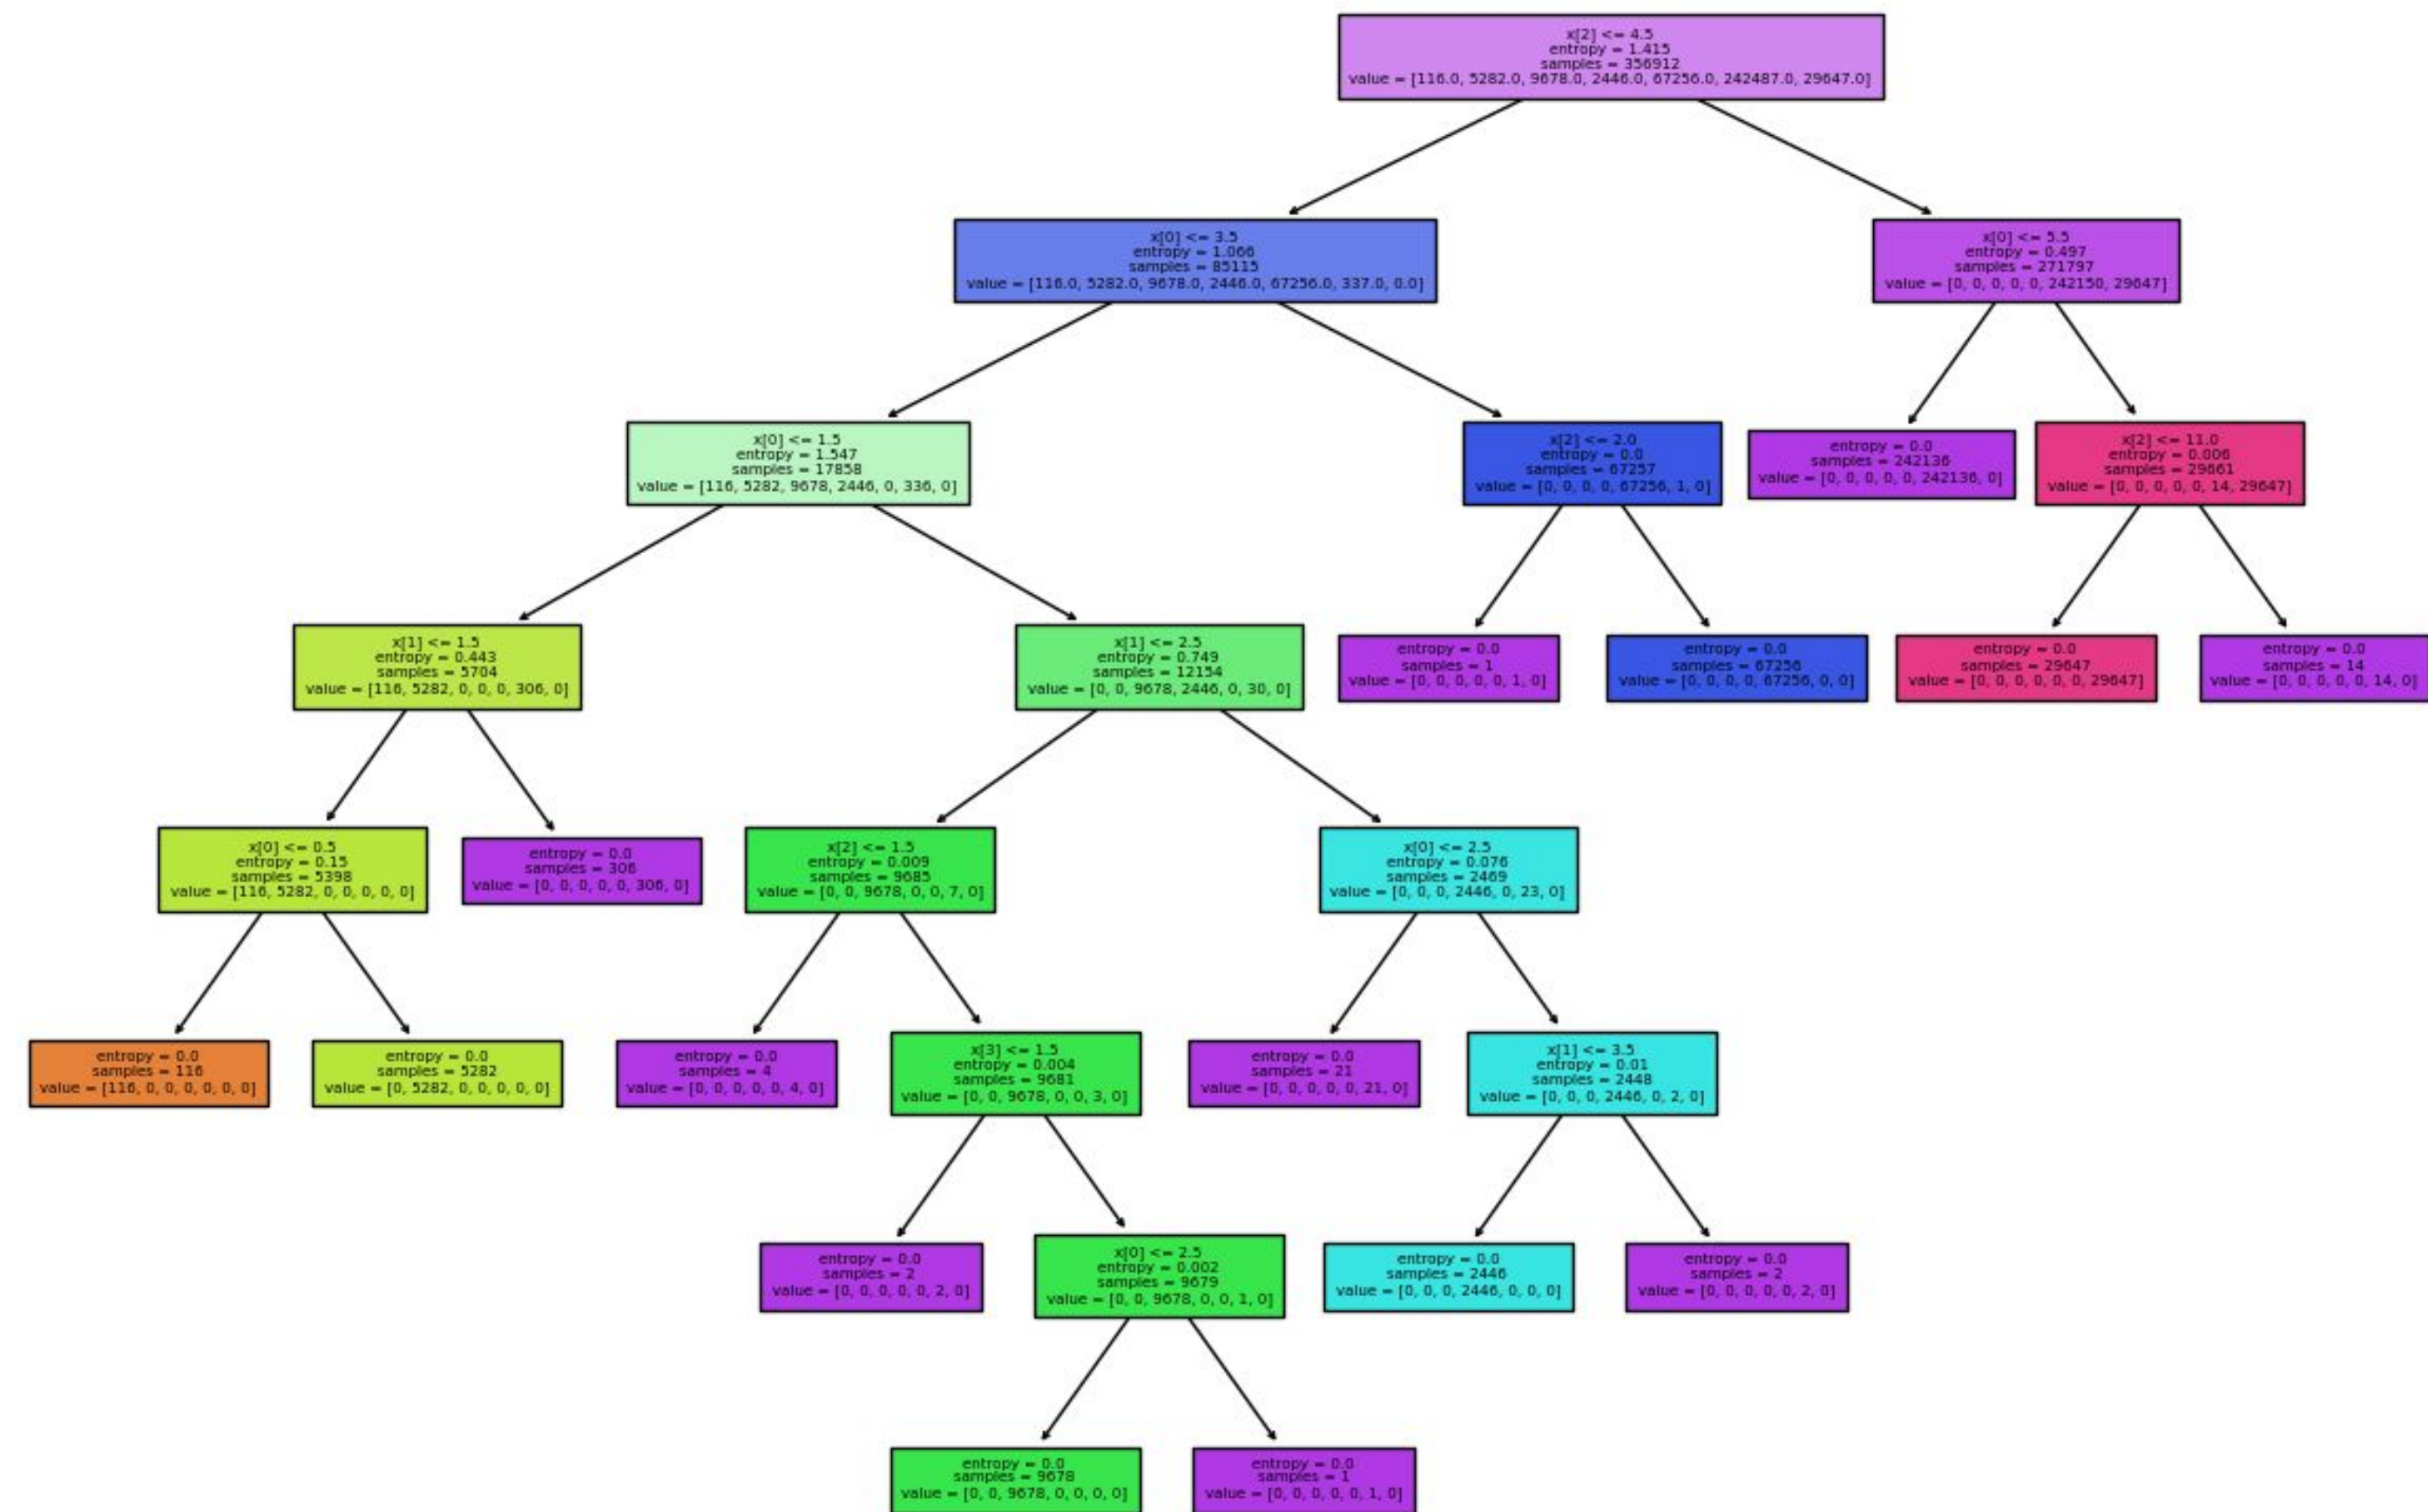 x[2] <= 4.5
entropy = 1.415
samples = 356912
value = [116.0, 5282.0, 9678.0, 2446.0, 67256.0, 242487.0, 29647.0]
x[0] <= 3.5
entropy = 1.066
samples = 85115
value = [116.0, 5282.0, 9678.0, 2446.0, 67256.0, 337.0, 0.0]
x[0] <= 5.5
entropy = 0.497
samples = 271797
value = [0, 0, 0, 0, 0, 242150, 29647]
x[0] <= 1.5
entropy = 1.547
samples = 17858
value = [116, 5282, 9678, 2446, 0, 336, 0]
x[2] <= 2.0
entropy = 0.0
samples = 67257
value = [0, 0, 0, 0, 67256, 1, 0]
entropy = 0.0
samples = 242136
value = [0, 0, 0, 0, 0, 242136, 0]
x[2] <= 11.0
entropy = 0.006
samples = 29661
value = [0, 0, 0, 0, 0, 14, 29647]
x[1] <= 1.5
entropy = 0.443
samples = 5704
value = [116, 5282, 0, 0, 0, 306, 0]
x[1] <= 2.5
entropy = 0.749
samples = 12154
value = [0, 0, 9678, 2446, 0, 30, 0]
entropy = 0.0
samples = 1
value = [0, 0, 0, 0, 0, 1, 0]
entropy = 0.0
samples = 67256
value = [0, 0, 0, 0, 67256, 0, 0]
entropy = 0.0
samples = 29647
value = [0, 0, 0, 0, 0, 0, 29647]
entropy = 0.0
samples = 14
value = [0, 0, 0, 0, 0, 14, 0]
x[0] <= 0.5
entropy = 0.15
samples = 5398
value = [116, 5282, 0, 0, 0, 0, 0]
entropy = 0.0
samples = 306
value = [0, 0, 0, 0, 0, 306, 0]
x[2] <= 1.5
entropy = 0.009
samples = 9685
value = [0, 0, 9678, 0, 0, 7, 0]
x[0] <= 2.5
entropy = 0.076
samples = 2469
value = [0, 0, 0, 2446, 0, 23, 0]
entropy = 0.0
samples = 116
value = [116, 0, 0, 0, 0, 0, 0]
entropy = 0.0
samples = 5282
value = [0, 5282, 0, 0, 0, 0, 0]
entropy = 0.0
samples = 4
value = [0, 0, 0, 0, 0, 4, 0]
x[3] <= 1.5
entropy = 0.004
samples = 9681
value = [0, 0, 9678, 0, 0, 3, 0]
entropy = 0.0
samples = 21
value = [0, 0, 0, 0, 0, 21, 0]
x[1] <= 3.5
entropy = 0.01
samples = 2448
value = [0, 0, 0, 2446, 0, 2, 0]
entropy = 0.0
samples = 2
value = [0, 0, 0, 0, 0, 2, 0]
x[0] <= 2.5
entropy = 0.002
samples = 9679
value = [0, 0, 9678, 0, 0, 1, 0]
entropy = 0.0
samples = 2446
value = [0, 0, 0, 2446, 0, 0, 0]
entropy = 0.0
samples = 2
value = [0, 0, 0, 0, 0, 2, 0]
entropy = 0.0
samples = 9678
value = [0, 0, 9678, 0, 0, 0, 0]
entropy = 0.0
samples = 1
value = [0, 0, 0, 0, 0, 1, 0]